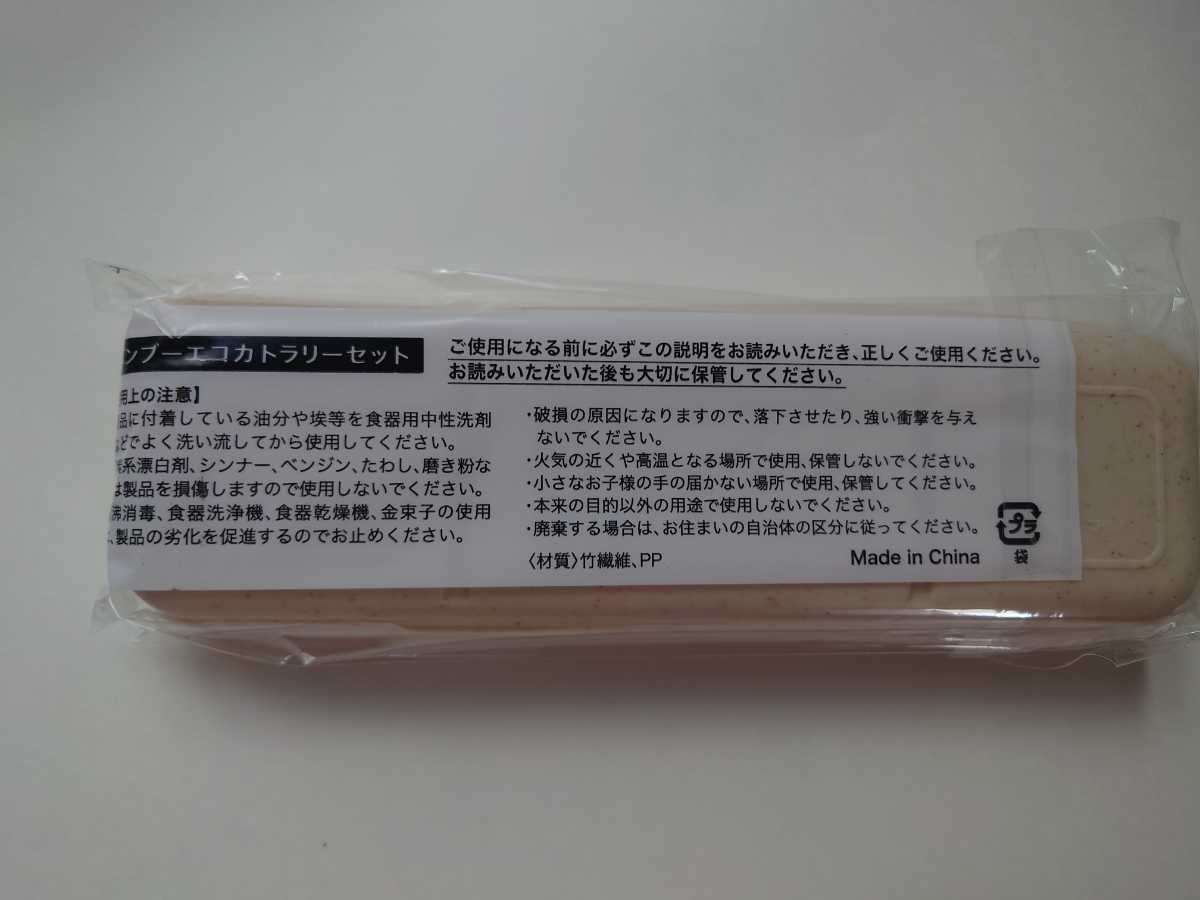 ンブーエコカトラリーセット
ご使用になる前に必ずこの説明をお読みいただき、正しくご使用ください。
お読みいただいた後も大切に保管してください。
用上の注意】
品に付着している油分や埃等を食器用中性洗剤
どでよく洗い流してから使用してください。
系漂白剤、シンナー、ベンジン、たわし、磨き粉な
は製品を損傷しますので使用しないでください。
沸消毒、食器洗浄機、食器乾燥機、金束子の使用
、製品の劣化を促進するのでお止めください。
・破損の原因になりますので、落下させたり、強い衝撃を与え
ないでください。
・火気の近くや高温となる場所で使用、保管しないでください。
・小さなお子様の手の届かない場所で使用、保管してください。
・本来の目的以外の用途で使用しないでください。
・廃棄する場合は、お住まいの自治体の区分に従ってください。
〈材質〉竹繊維、PP
Made in China
プラ
袋